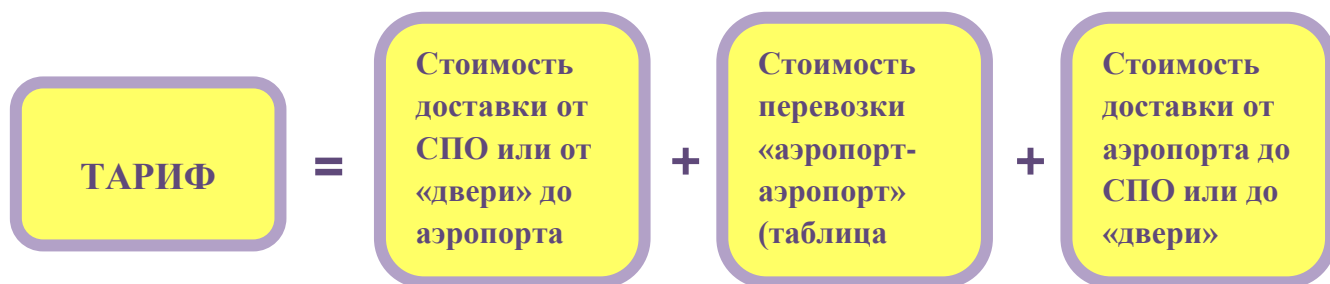 ТАРИФ
=
Стоимость
доставки от
СПО или от
«двери» до
аэропорта
+
Стоимость
перевозки
«аэропорт-
аэропорт»
(таблица
+
Стоимость
доставки от
аэропорта до
СПО или до
«двери»